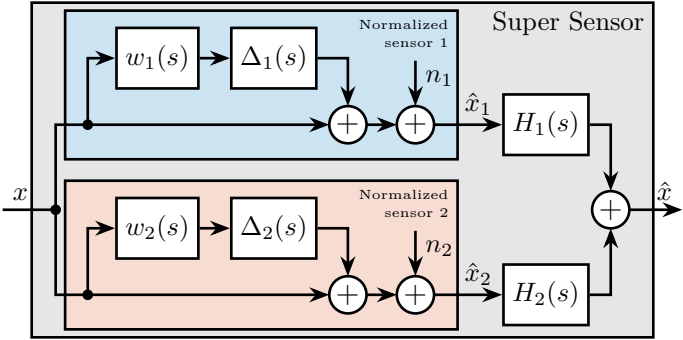 Super Sensor
Normalized
sensor 1
w₁(s)
Δ₁(s)
n₁
+
+
x̂₁
H₁(s)
x
+
x̂
Normalized
sensor 2
w₂(s)
Δ₂(s)
n₂
+
+
x̂₂
H₂(s)